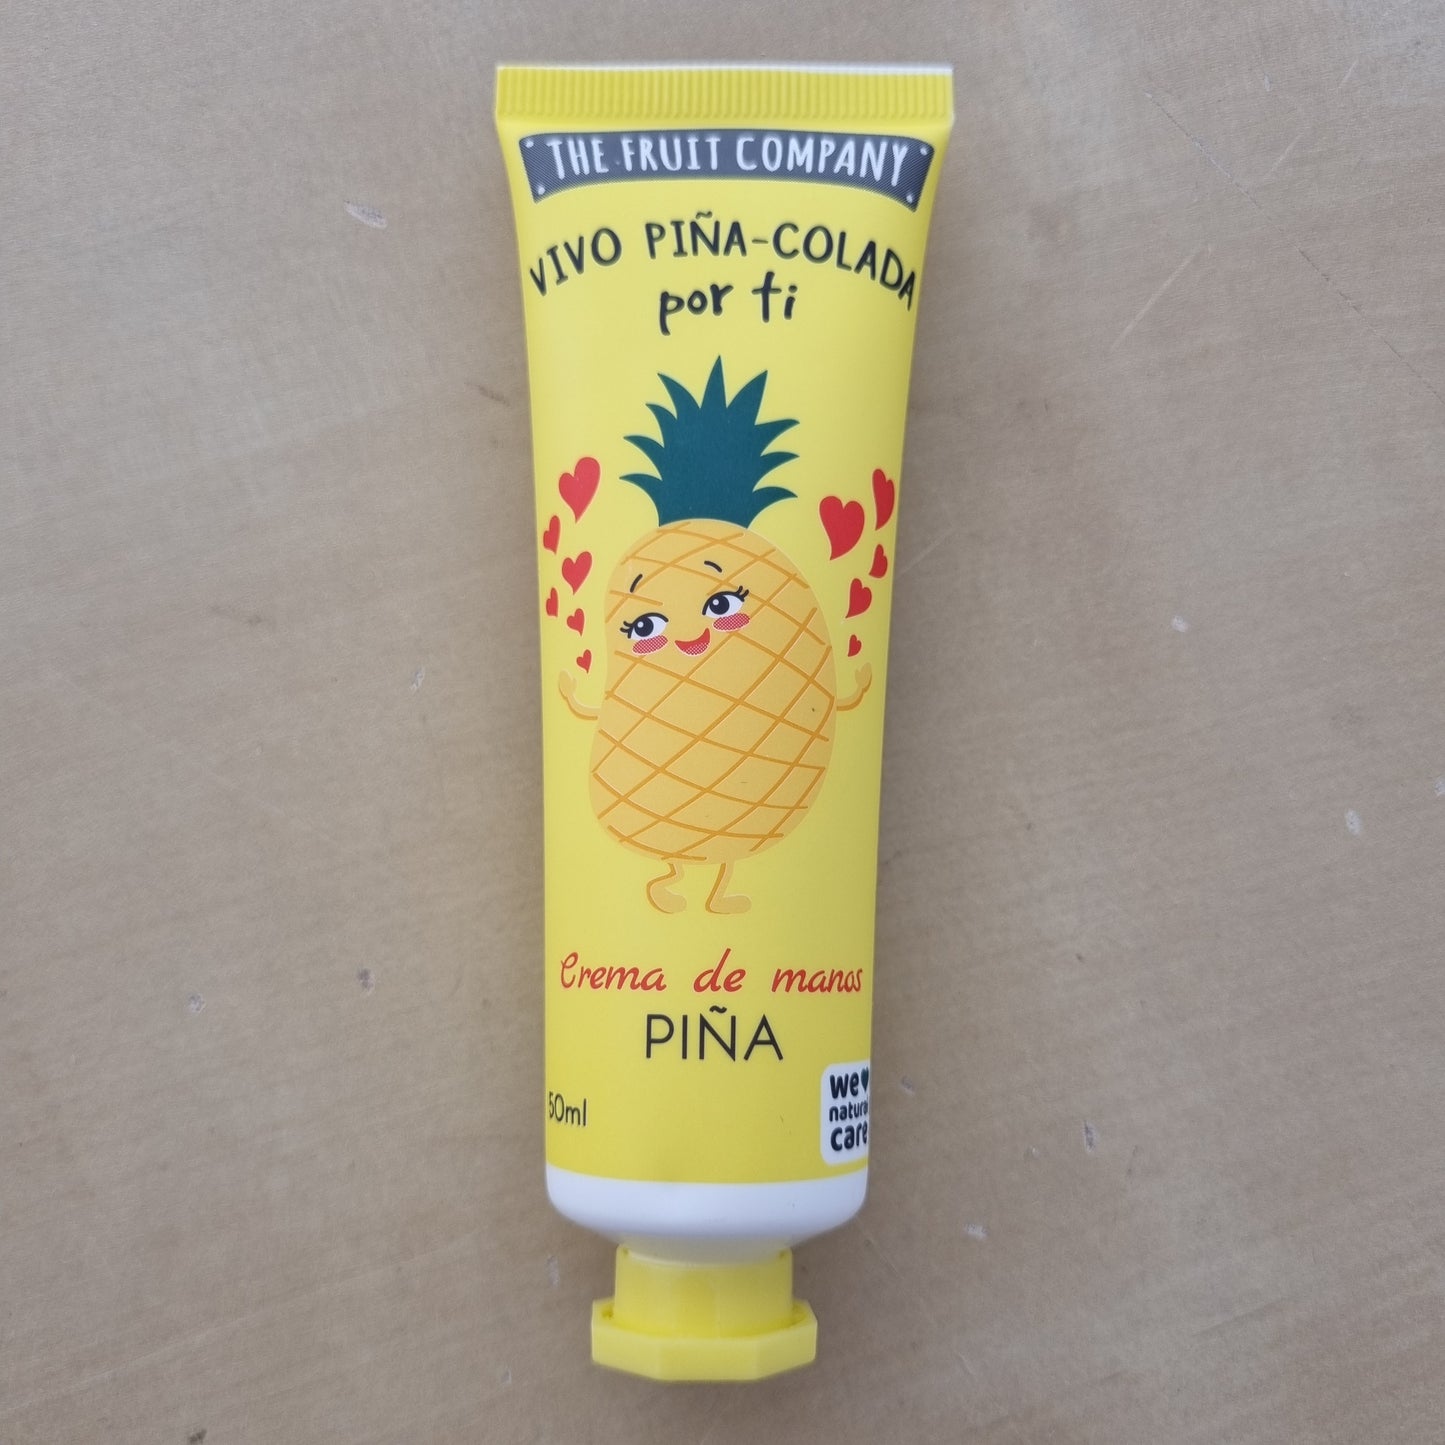 THE FRUIT COMPANY
VIVO PIÑA-COLADA
por ti
Crema de manos
PIÑA
50ml
we♥
natural
care